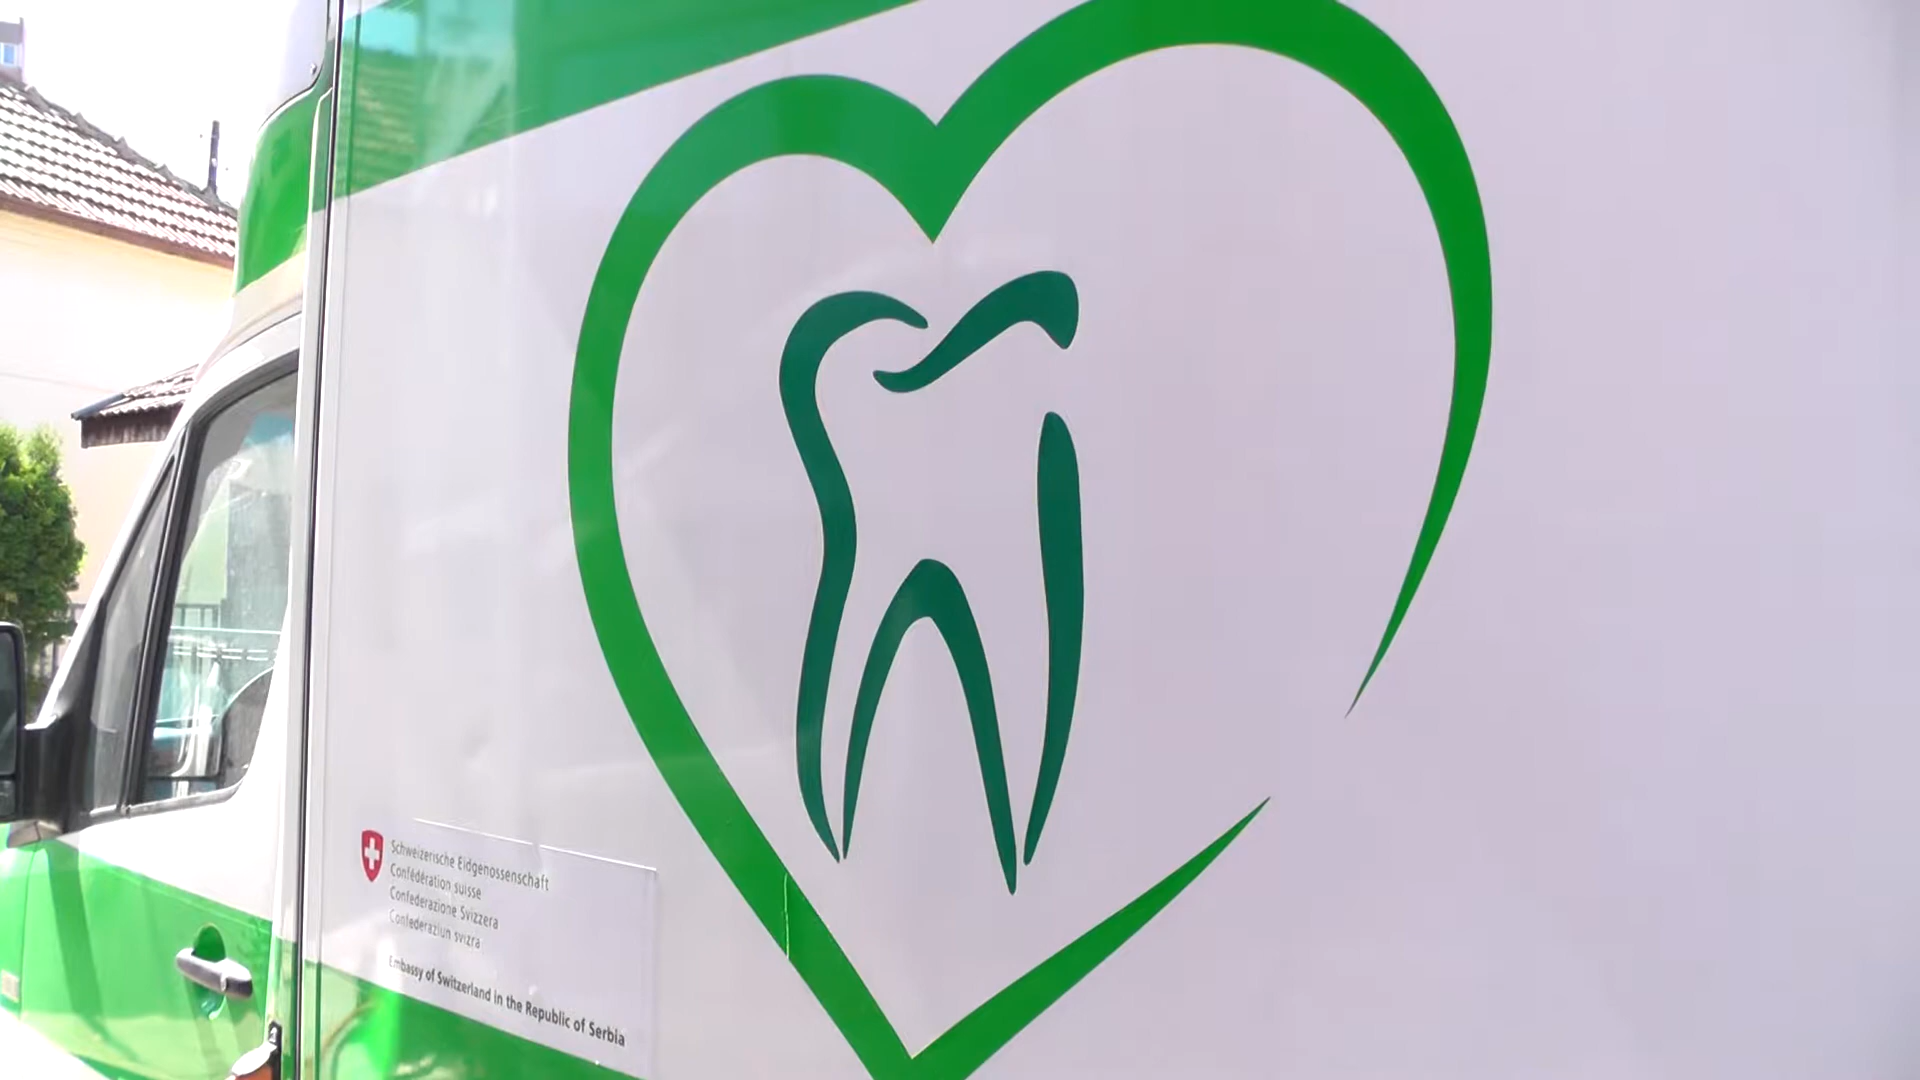 Schweizerische Eidgenossenschaft
Confédération suisse
Confederazione Svizzera
Confederaziun svizra
Embassy of Switzerland in the Republic of Serbia